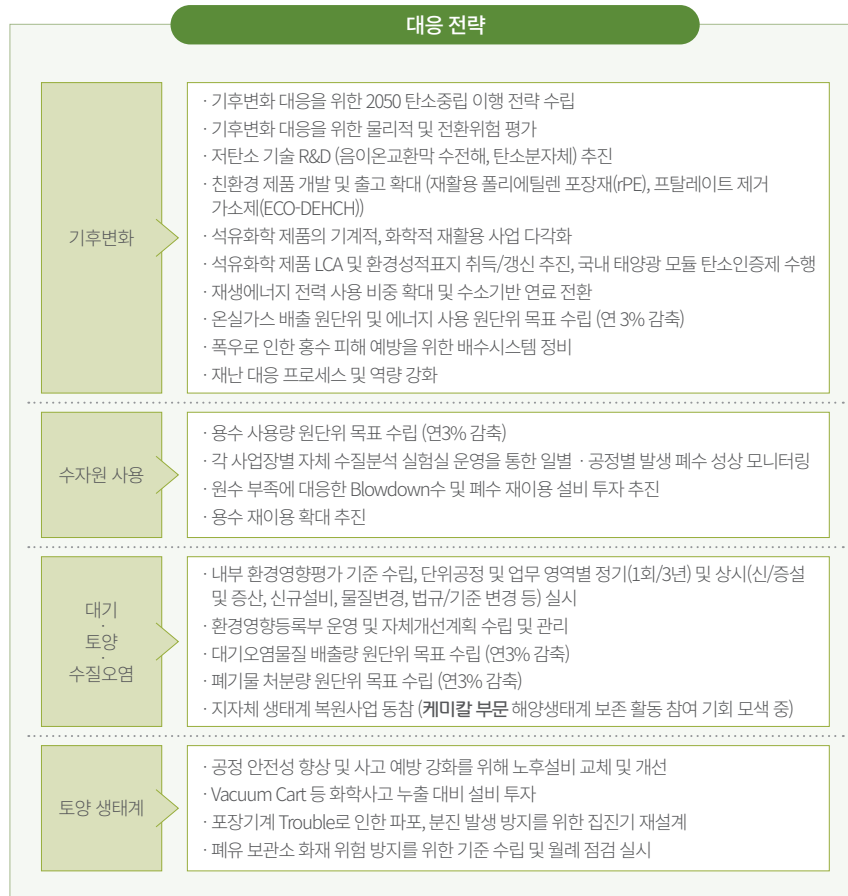 대응 전략
기후변화
· 기후변화 대응을 위한 2050 탄소중립 이행 전략 수립
· 기후변화 대응을 위한 물리적 및 전환위험 평가
· 저탄소 기술 R&D (음이온교환막 수전해, 탄소분자체) 추진
· 친환경 제품 개발 및 출고 확대 (재활용 폴리에틸렌 포장재(rPE), 프탈레이트 제거
가소제(ECO-DEHCH))
· 석유화학 제품의 기계적, 화학적 재활용 사업 다각화
· 석유화학 제품 LCA 및 환경성적표지 취득/갱신 추진, 국내 태양광 모듈 탄소인증제 수행
· 재생에너지 전력 사용 비중 확대 및 수소기반 연료 전환
· 온실가스 배출 원단위 및 에너지 사용 원단위 목표 수립 (연 3% 감축)
· 폭우로 인한 홍수 피해 예방을 위한 배수시스템 정비
· 재난 대응 프로세스 및 역량 강화
수자원 사용
· 용수 사용량 원단위 목표 수립 (연3% 감축)
· 각 사업장별 자체 수질분석 실험실 운영을 통한 일별 · 공정별 발생 폐수 성상 모니터링
· 원수 부족에 대응한 Blowdown수 및 폐수 재이용 설비 투자 추진
· 용수 재이용 확대 추진
대기
·
토양
·
수질오염
· 내부 환경영향평가 기준 수립, 단위공정 및 업무 영역별 정기(1회/3년) 및 상시(신/증설
및 증산, 신규설비, 물질변경, 법규/기준 변경 등) 실시
· 환경영향등록부 운영 및 자체개선계획 수립 및 관리
· 대기오염물질 배출량 원단위 목표 수립 (연3% 감축)
· 폐기물 처분량 원단위 목표 수립 (연3% 감축)
· 지자체 생태계 복원사업 동참 (케미칼 부문 해양생태계 보존 활동 참여 기회 모색 중)
토양 생태계
· 공정 안전성 향상 및 사고 예방 강화를 위해 노후설비 교체 및 개선
· Vacuum Cart 등 화학사고 누출 대비 설비 투자
· 포장기계 Trouble로 인한 파포, 분진 발생 방지를 위한 집진기 재설계
· 폐유 보관소 화재 위험 방지를 위한 기준 수립 및 월례 점검 실시